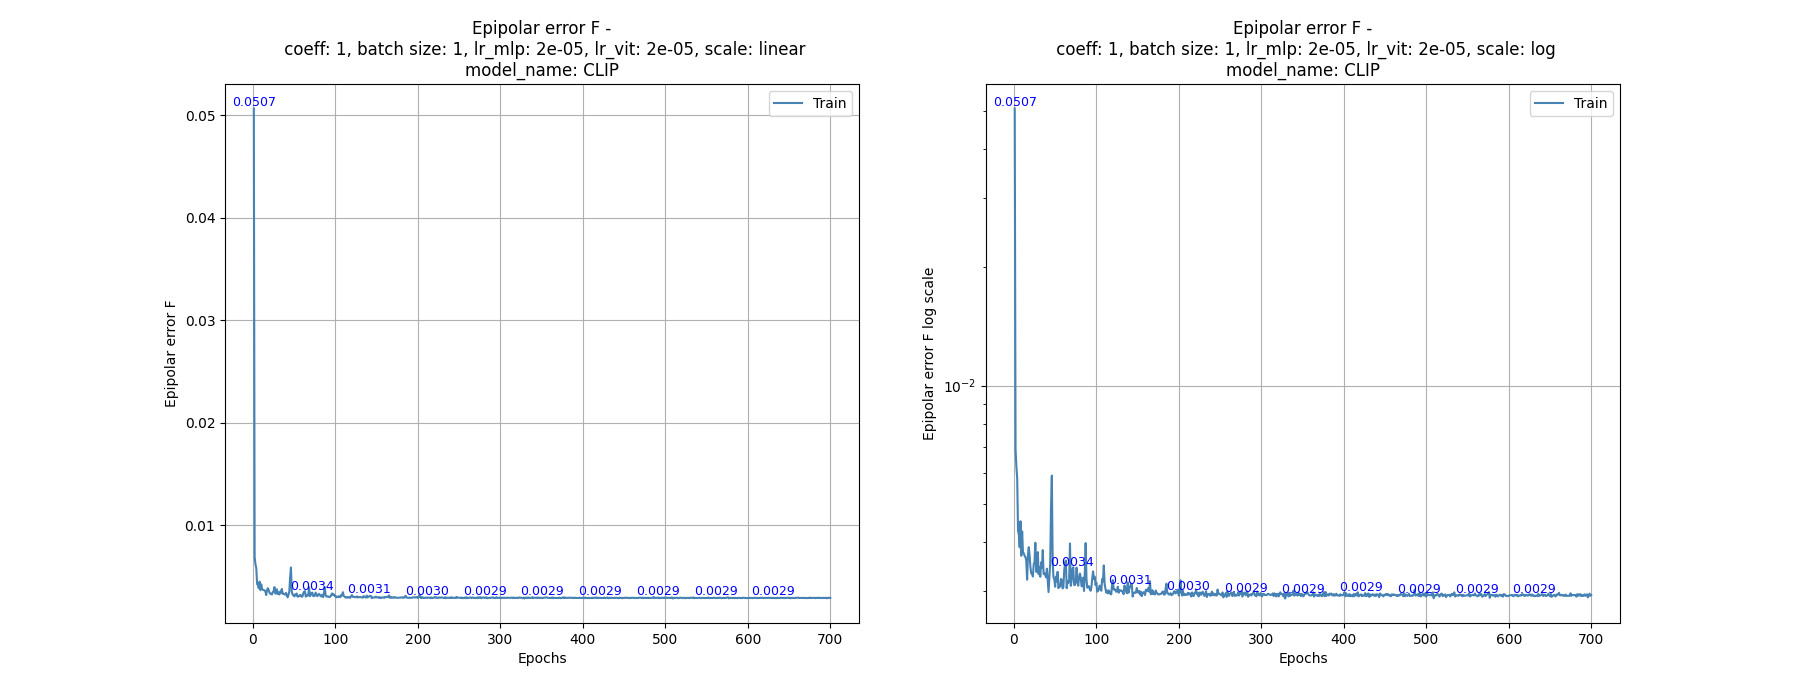 Epipolar error F -
coeff: 1, batch size: 1, lr_mlp: 2e-05, lr_vit: 2e-05, scale: linear
model_name: CLIP
Train
0.0507
0.0034
0.0031
0.0030
0.0029
0.0029
0.0029
0.0029
0.0029
0.0029
0.05
0.04
0.03
0.02
0.01
Epipolar error F
0 100 200 300 400 500 600 700
Epochs
Epipolar error F -
coeff: 1, batch size: 1, lr_mlp: 2e-05, lr_vit: 2e-05, scale: log
model_name: CLIP
Train
0.0507
0.0034
0.0031
0.0030
0.0029
0.0029
0.0029
0.0029
0.0029
0.0029
10⁻²
Epipolar error F log scale
0 100 200 300 400 500 600 700
Epochs